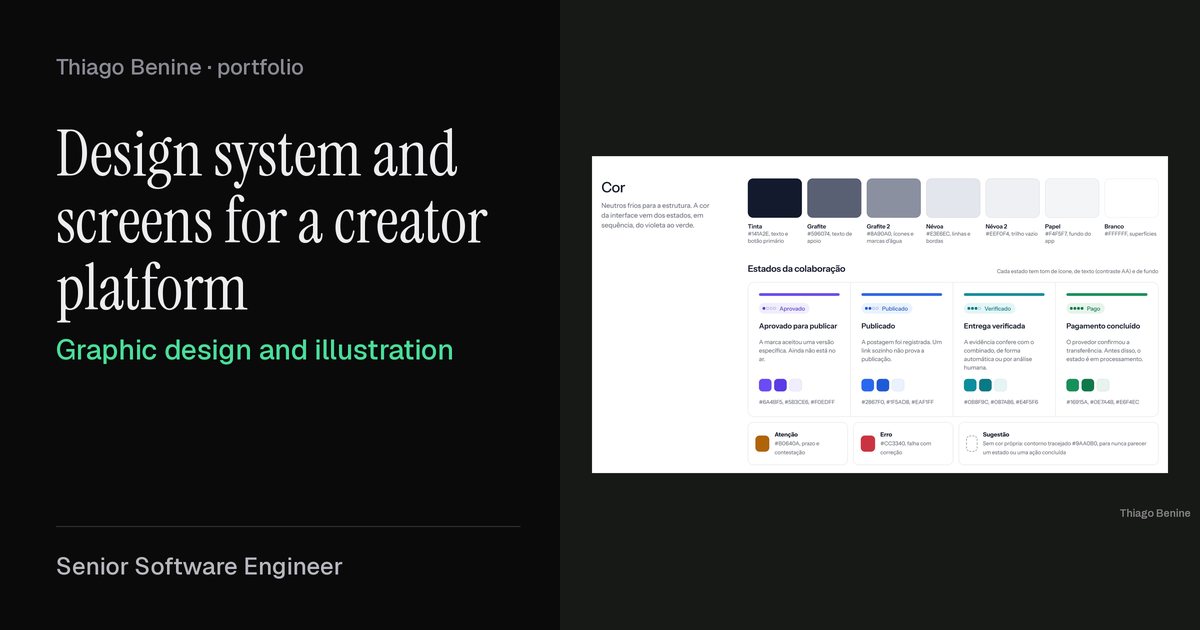 Thiago Benine · portfolio
Design system and
screens for a creator
platform
Graphic design and illustration
Senior Software Engineer
Cor
Neutros frios para a estrutura. A cor
da interface vem dos estados, em
sequência, do violeta ao verde.
Tinta
#141A2E, texto e
botão primário
Grafite
#596074, texto de
apoio
Grafite 2
#8A90A0, ícones e
marcas d'água
Névoa
#E3E6EC, linhas e
bordas
Névoa 2
#EEF0F4, trilho vazio
Papel
#F4F5F7, fundo do
app
Branco
#FFFFFF, superfícies
Estados da colaboração
Cada estado tem tom de ícone, de texto (contraste AA) e de fundo
Aprovado
Aprovado para publicar
A marca aceitou uma versão
específica. Ainda não está no
ar.
#6A49F5, #5B3CE6, #F0EDFF
Publicado
Publicado
A postagem foi registrada. Um
link sozinho não prova a
publicação.
#2867F0, #1F5AD8, #EAF1FF
Verificado
Entrega verificada
A evidência confere com o
combinado, de forma
automática ou por análise
humana.
#0B8F9C, #087A86, #E4F5F6
Pago
Pagamento concluído
O provedor confirmou a
transferência. Antes disso, o
estado é em processamento.
#16915A, #0E7A4B, #E6F4EC
Atenção
#B0640A, prazo e
contestação
Erro
#CC3340, falha com
correção
Sugestão
Sem cor própria: contorno tracejado #9AA0B0, para nunca parecer
um estado ou uma ação concluída
Thiago Benine